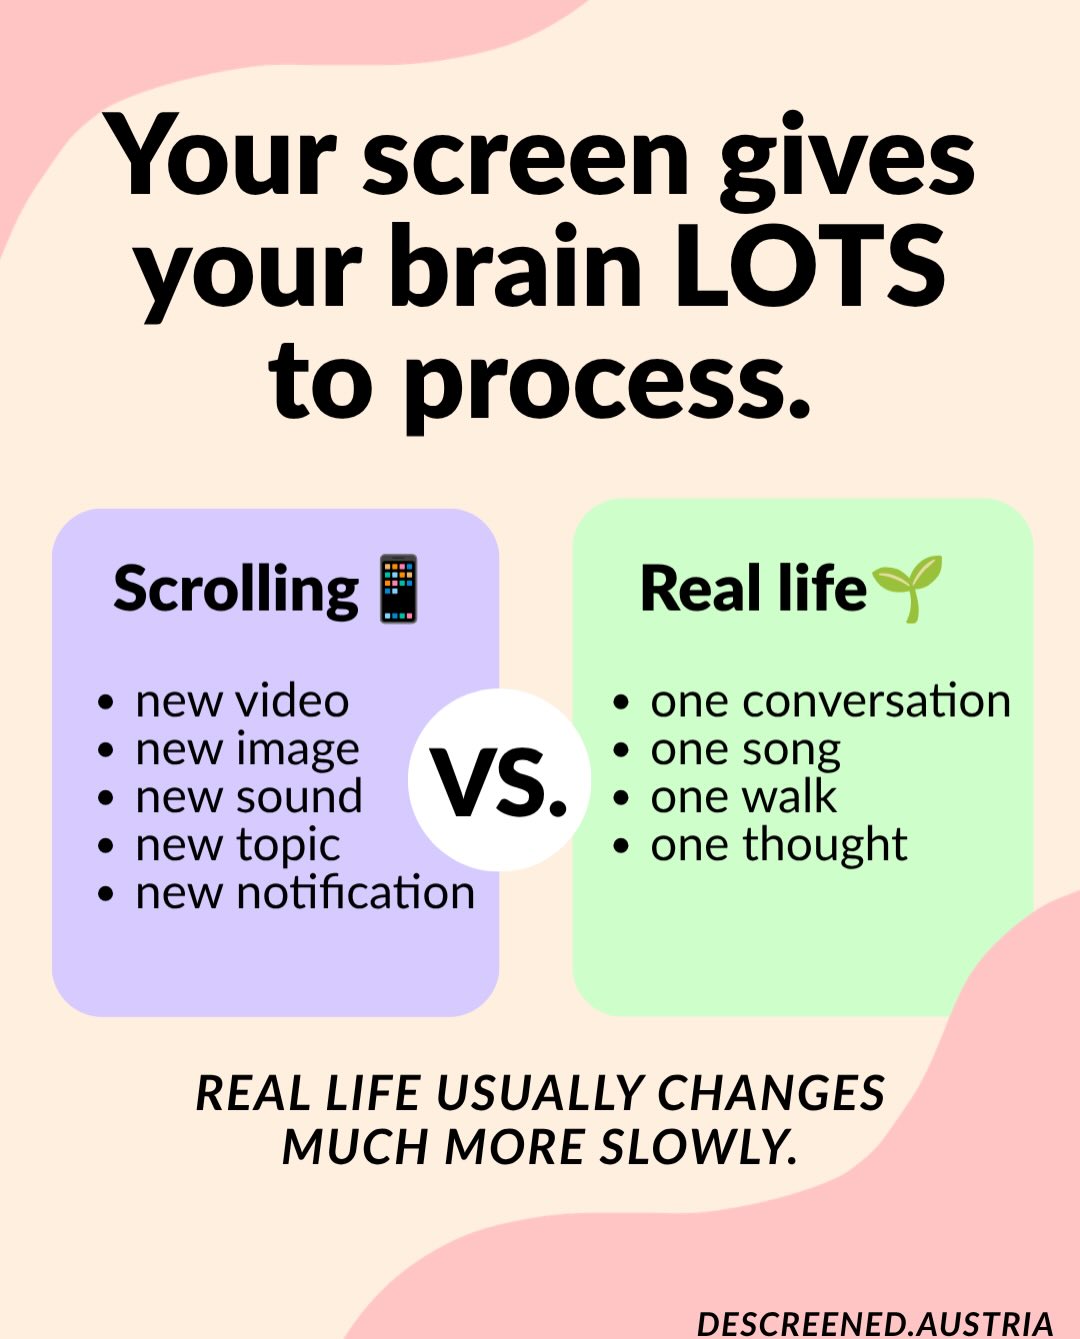 Your screen gives
your brain LOTS
to process.
Scrolling 📱
• new video
• new image
• new sound
• new topic
• new notification
VS.
Real life🌱
• one conversation
• one song
• one walk
• one thought
REAL LIFE USUALLY CHANGES
MUCH MORE SLOWLY.
DESCREENED.AUSTRIA